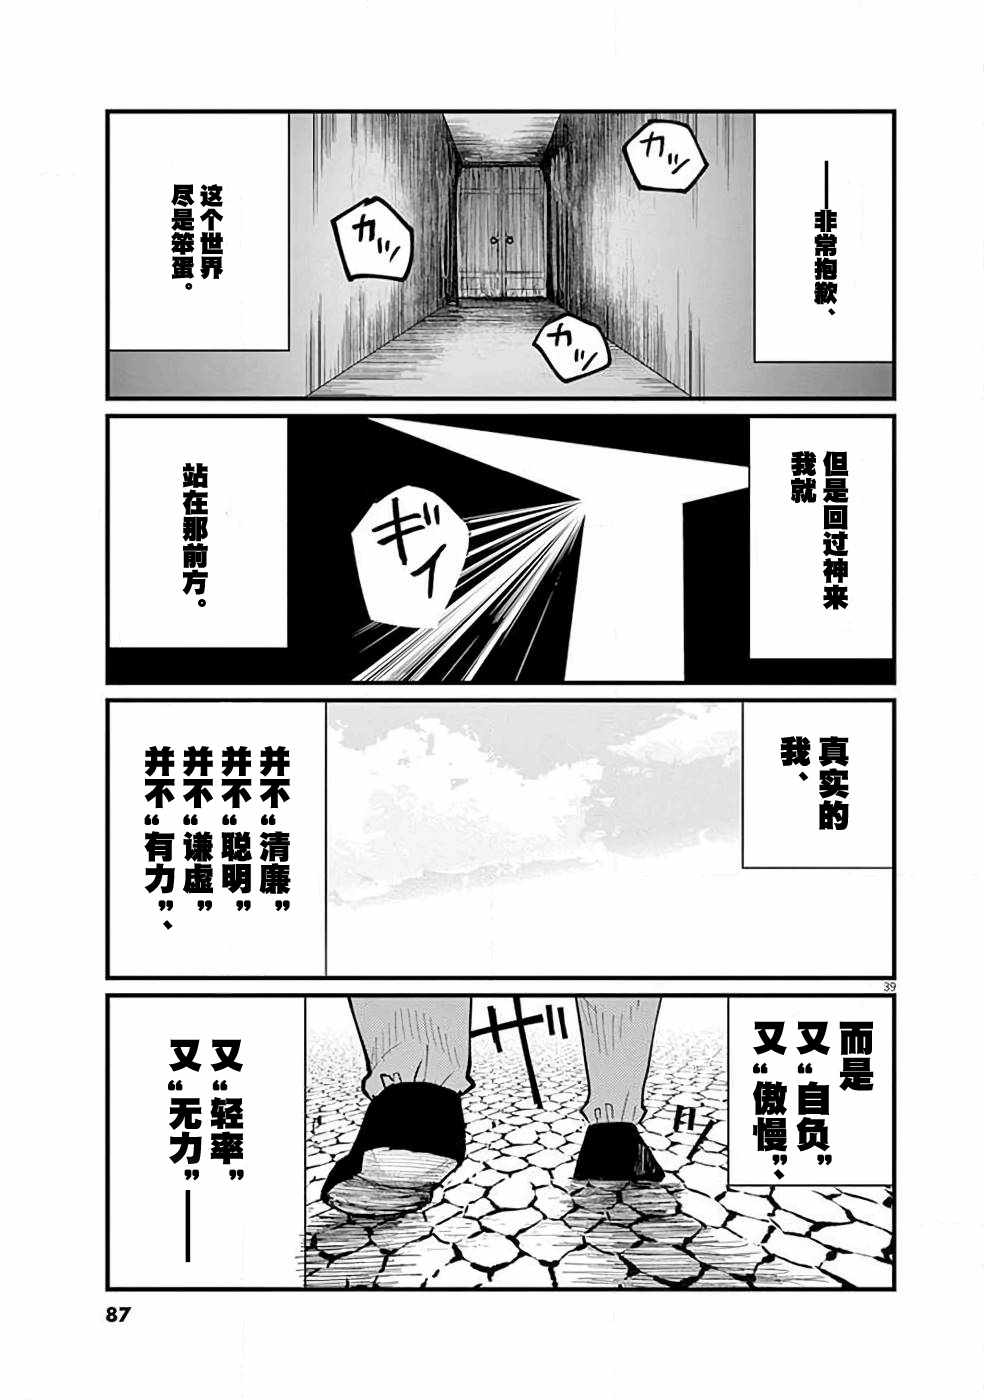 ——非常抱歉、
カッ
カッ
カッ
这个世界
尽是笨蛋。
但是回过神来
我就
ギィ
站在那前方。
真实的
我、
并不“清廉”
并不“聪明”
并不“谦虚”
并不“有力”、
39
而是
又“自负”
又“傲慢”、
ザッ
ザッ
又“轻率”
又“无力”——
87